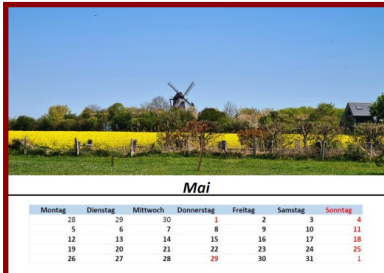 Mai
Montag Dienstag Mittwoch Donnerstag Freitag Samstag Sonntag
28 29 30 1 2 3 4
5 6 7 8 9 10 11
12 13 14 15 16 17 18
19 20 21 22 23 24 25
26 27 28 29 30 31 1